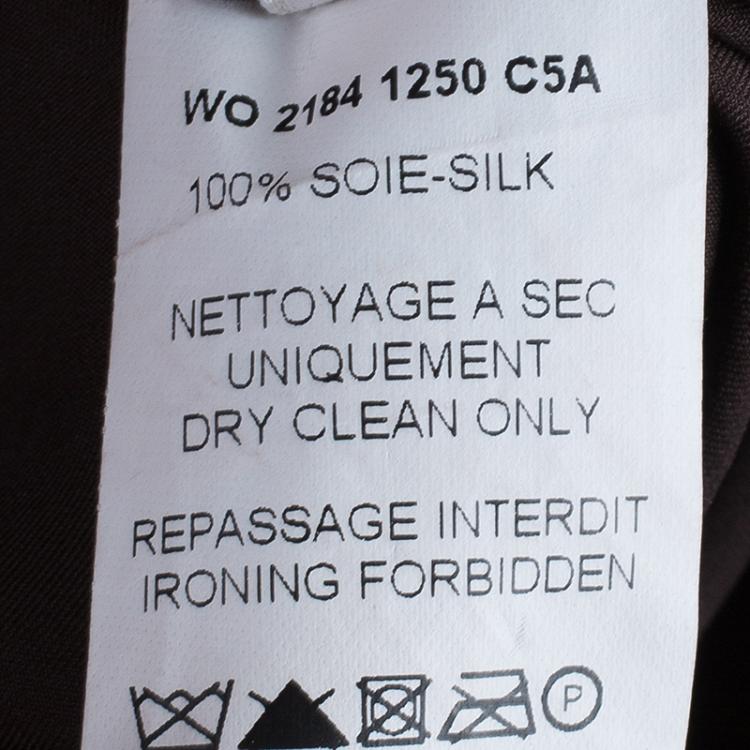 WO 2184 1250 C5A
100% SOIE-SILK
NETTOYAGE A SEC
UNIQUEMENT
DRY CLEAN ONLY
REPASSAGE INTERDIT
IRONING FORBIDDEN
P